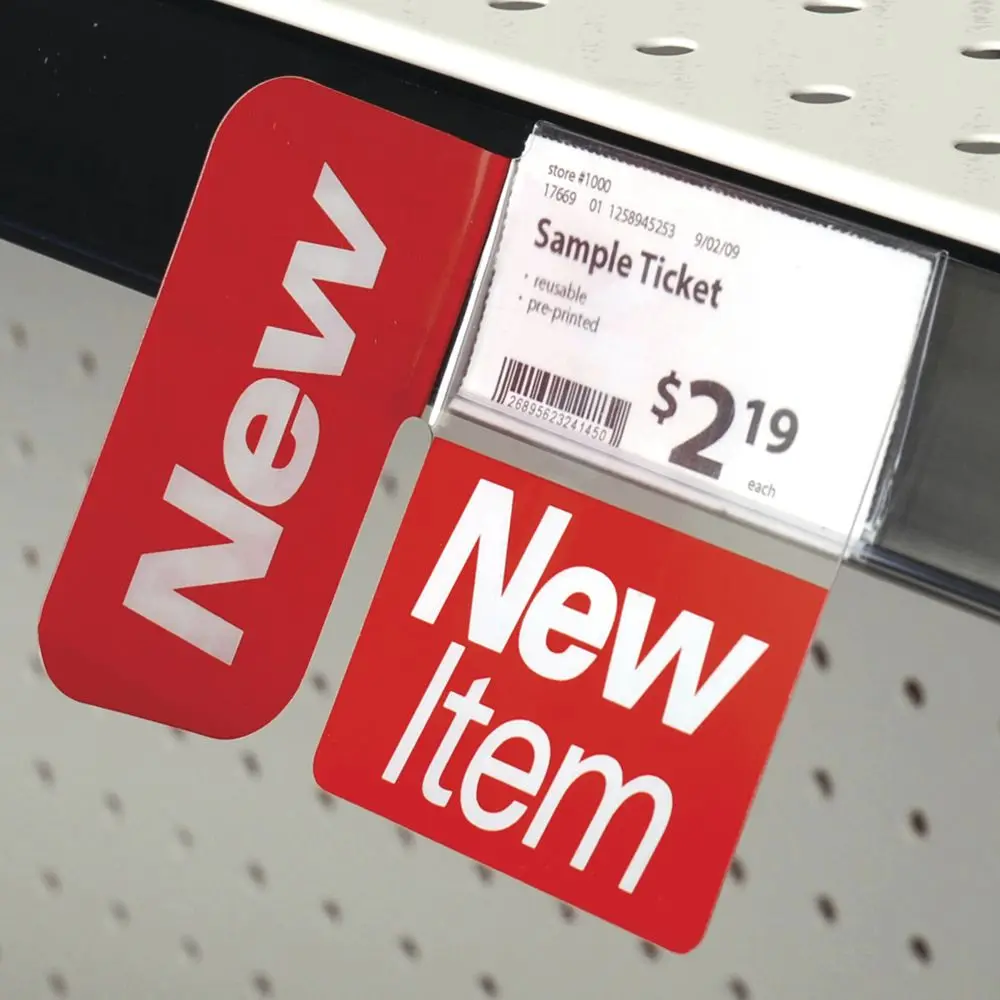 New
store #1000
17669 01 1258945253 9/02/09
Sample Ticket
• reusable
• pre-printed
26895623241450
$2 19
each
New
Item